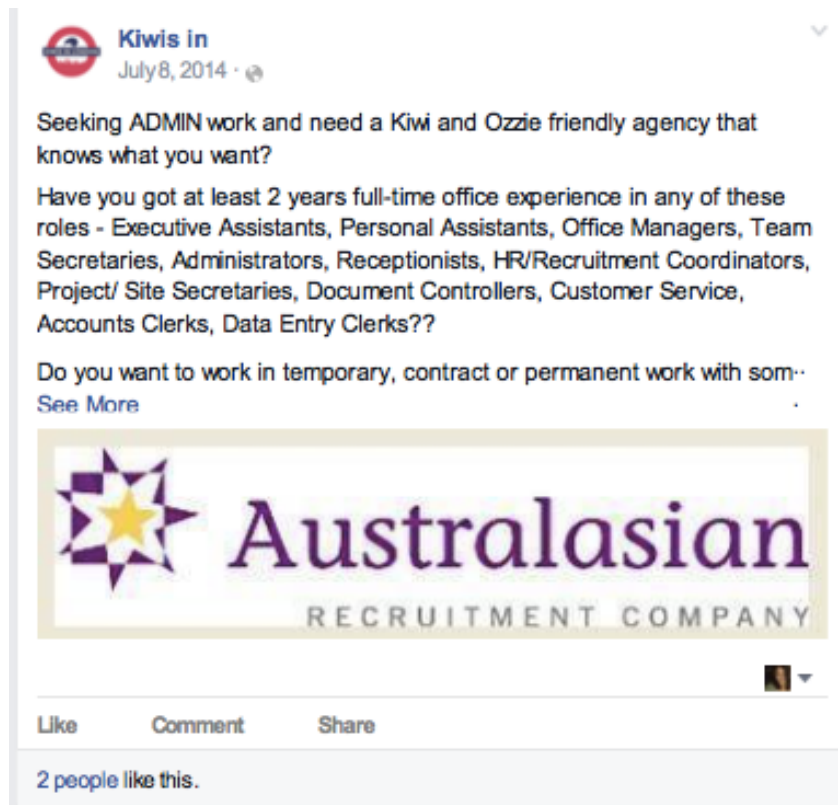 Kiwis in
July 8, 2014 ·
Seeking ADMIN work and need a Kiwi and Ozzie friendly agency that
knows what you want?
Have you got at least 2 years full-time office experience in any of these
roles - Executive Assistants, Personal Assistants, Office Managers, Team
Secretaries, Administrators, Receptionists, HR/Recruitment Coordinators,
Project/ Site Secretaries, Document Controllers, Customer Service,
Accounts Clerks, Data Entry Clerks??
Do you want to work in temporary, contract or permanent work with som··
See More
Australasian
RECRUITMENT COMPANY
Like Comment Share
2 people like this.